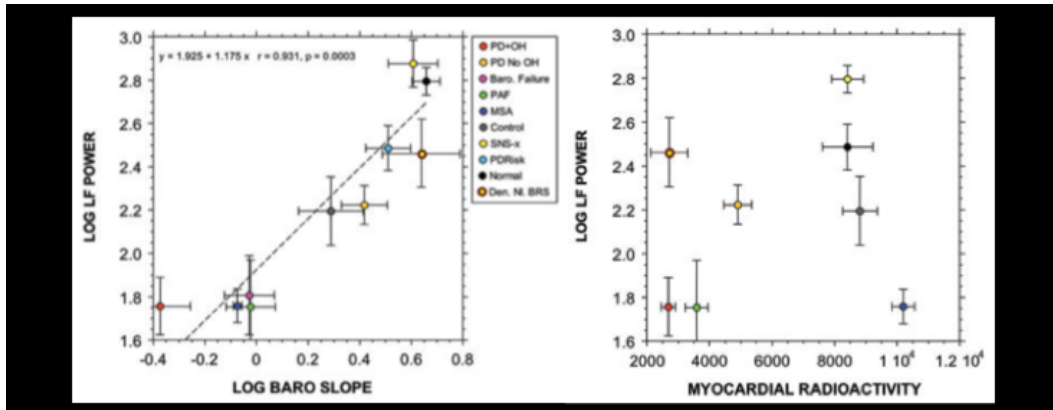 y = 1.925 + 1.175 x r = 0.931, p = 0.0003
LOG LF POWER
3.0
2.8
2.6
2.4
2.2
2.0
1.8
1.6
-0.4
-0.2
0
0.2
0.4
0.6
0.8
LOG BARO SLOPE
PD+OH
PD No OH
Baro. Failure
PAF
MSA
Control
SNS-x
PDRisk
Normal
Den. Nl. BRS
LOG LF POWER
3.0
2.8
2.6
2.4
2.2
2.0
1.8
1.6
2000
4000
6000
8000
1 10⁴
1.2 10⁴
MYOCARDIAL RADIOACTIVITY